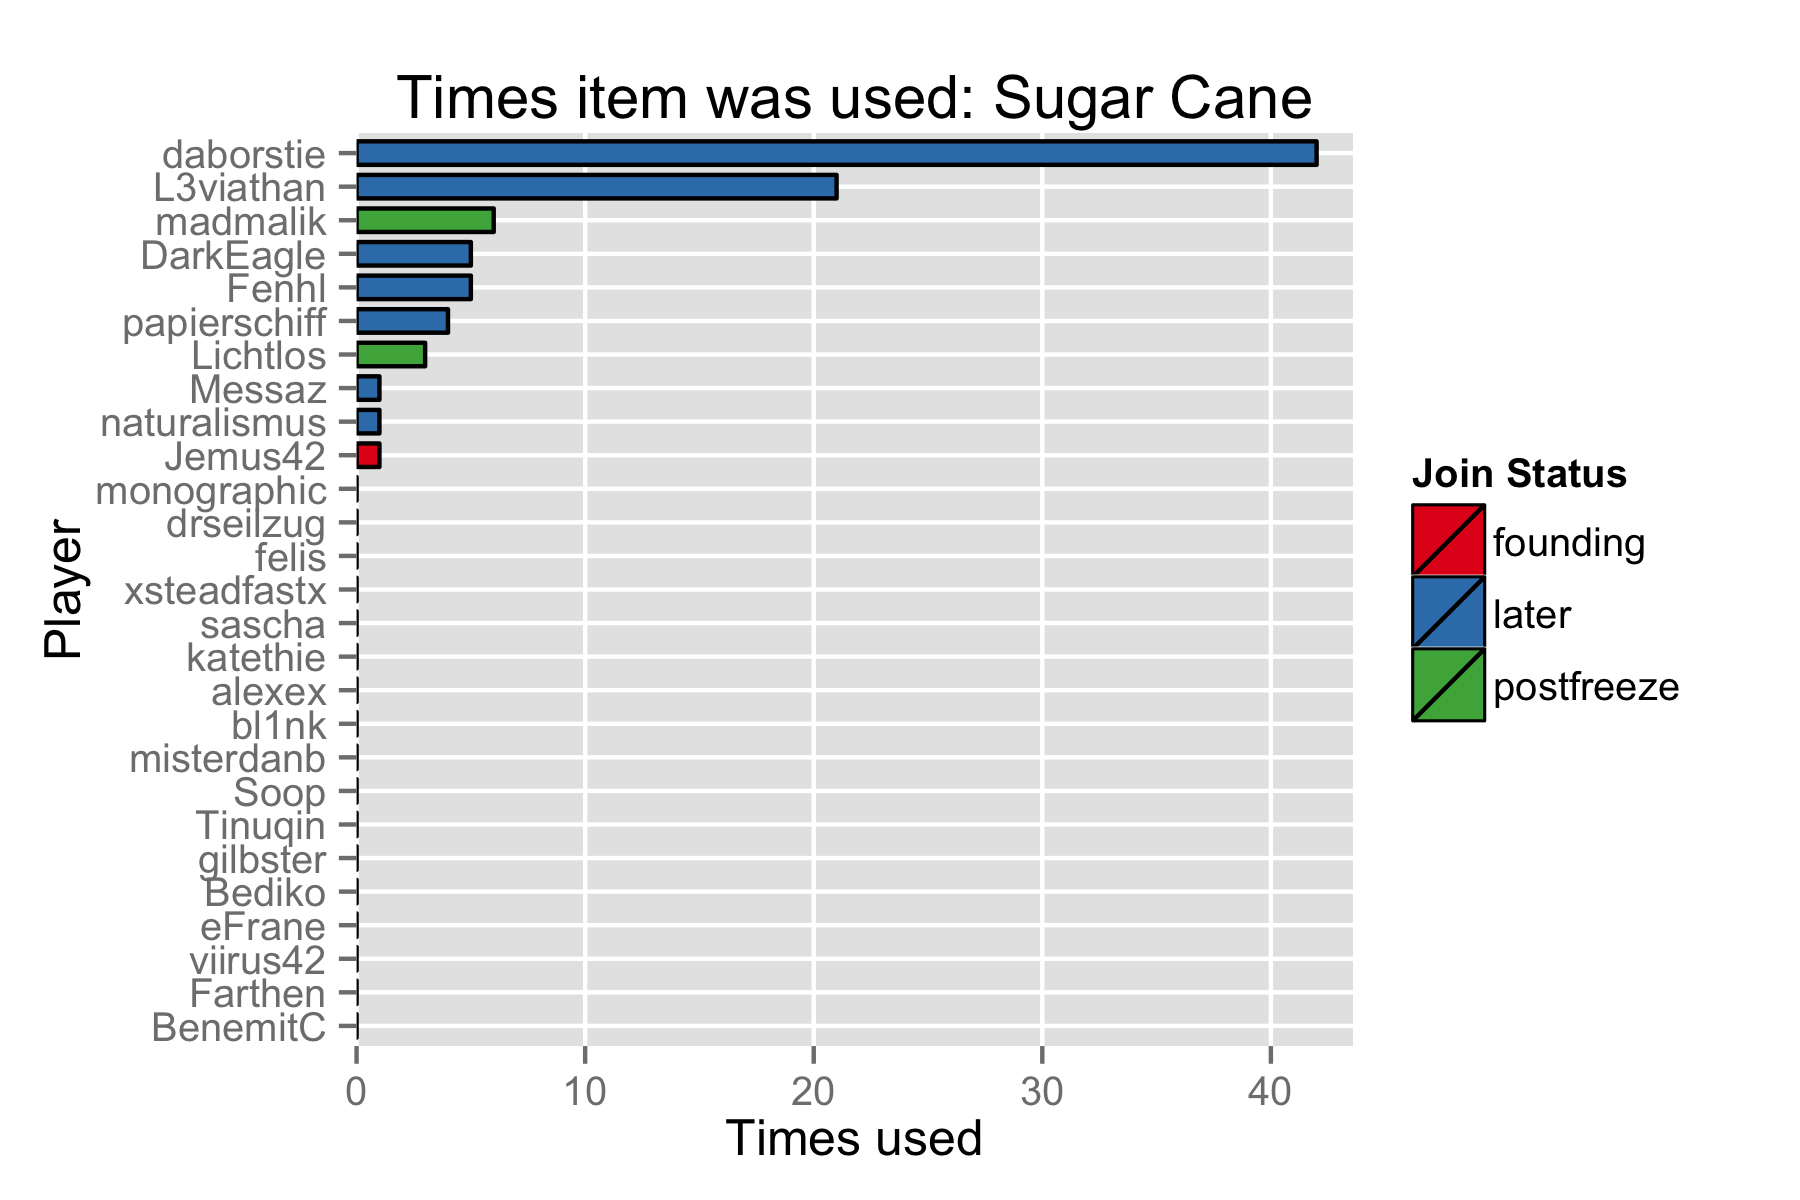 Times item was used: Sugar Cane
daborstie
L3viathan
madmalik
DarkEagle
Fenhl
papierschiff
Lichtlos
Messaz
naturalismus
Jemus42
monographic
drseilzug
felis
xsteadfastx
sascha
katethie
alexex
bl1nk
misterdanb
Soop
Tinuqin
gilbster
Bediko
eFrane
viirus42
Farthen
BenemitC
Player
0 10 20 30 40
Times used
Join Status
founding
later
postfreeze